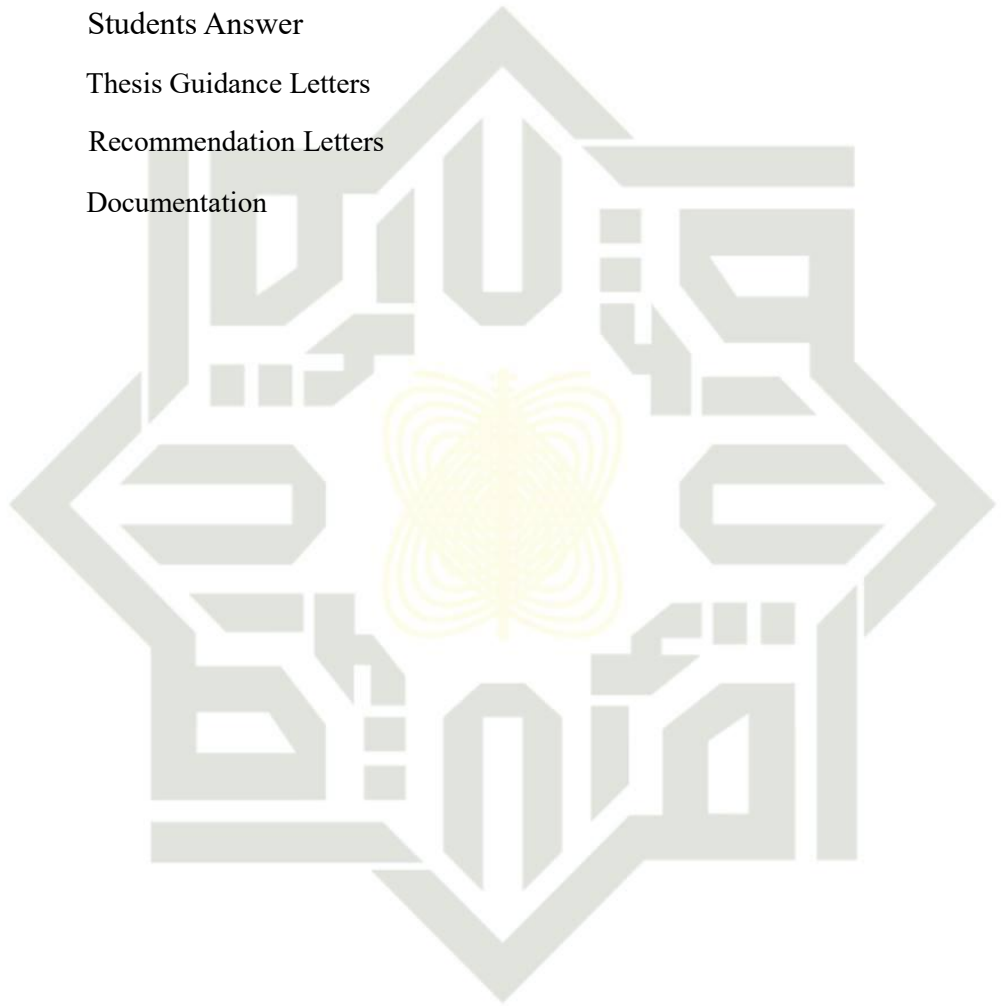 Students Answer
Thesis Guidance Letters
Recommendation Letters
Documentation